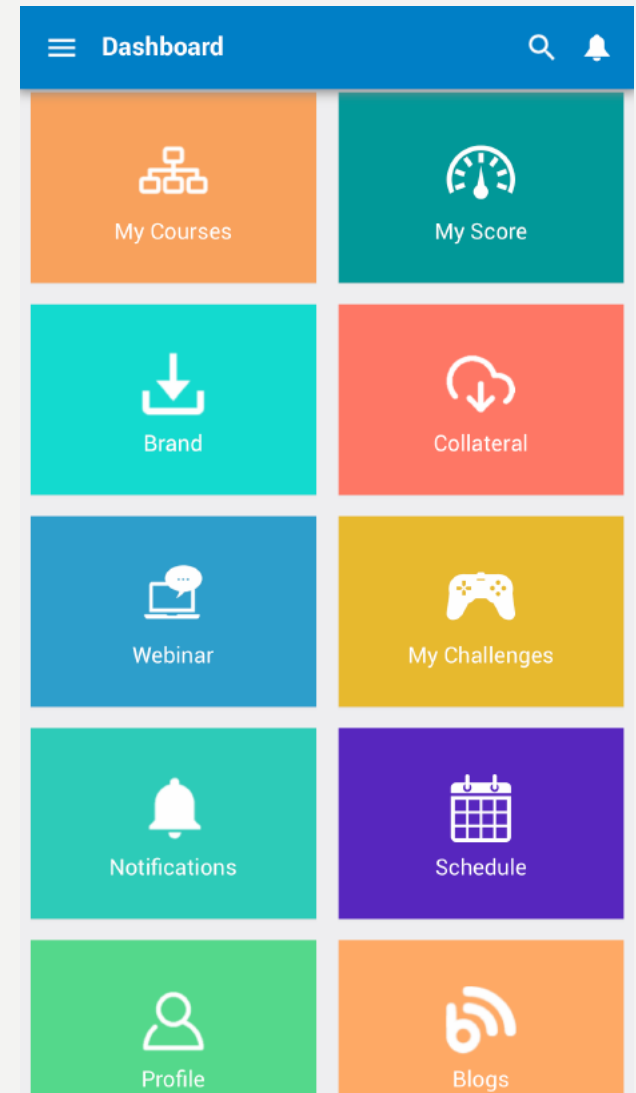 Dashboard
My Courses
My Score
Brand
Collateral
Webinar
My Challenges
Notifications
Schedule
Profile
Blogs